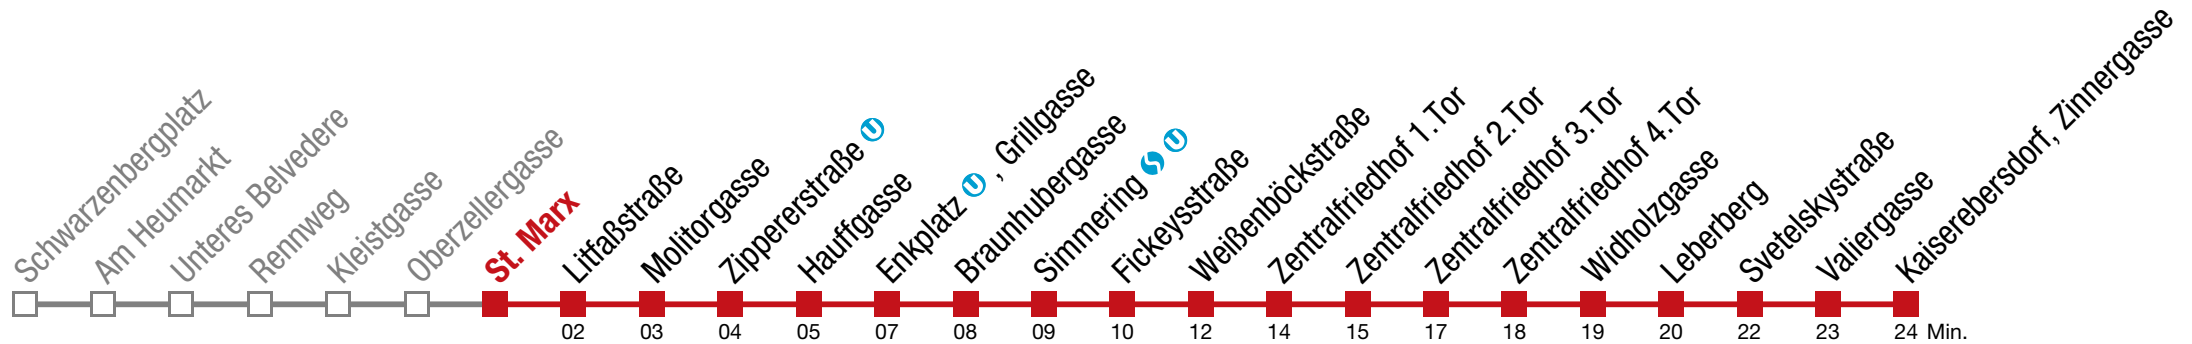 Schwarzenbergplatz
Am Heumarkt
Unteres Belvedere
Rennweg
Kleistgasse
Oberzellergasse
St. Marx
Litfaßstraße
Molitorgasse
Zippererstraße U
Hauffgasse
Enkplatz U , Grillgasse
Braunhubergasse
Simmering S U
Fickeysstraße
Weißenböckstraße
Zentralfriedhof 1.Tor
Zentralfriedhof 2.Tor
Zentralfriedhof 3.Tor
Zentralfriedhof 4.Tor
Widholzgasse
Leberberg
Svetelskystraße
Valiergasse
Kaiserebersdorf, Zinnergasse
02 03 04 05 07 08 09 10 12 14 15 17 18 19 20 22 23 24 Min.